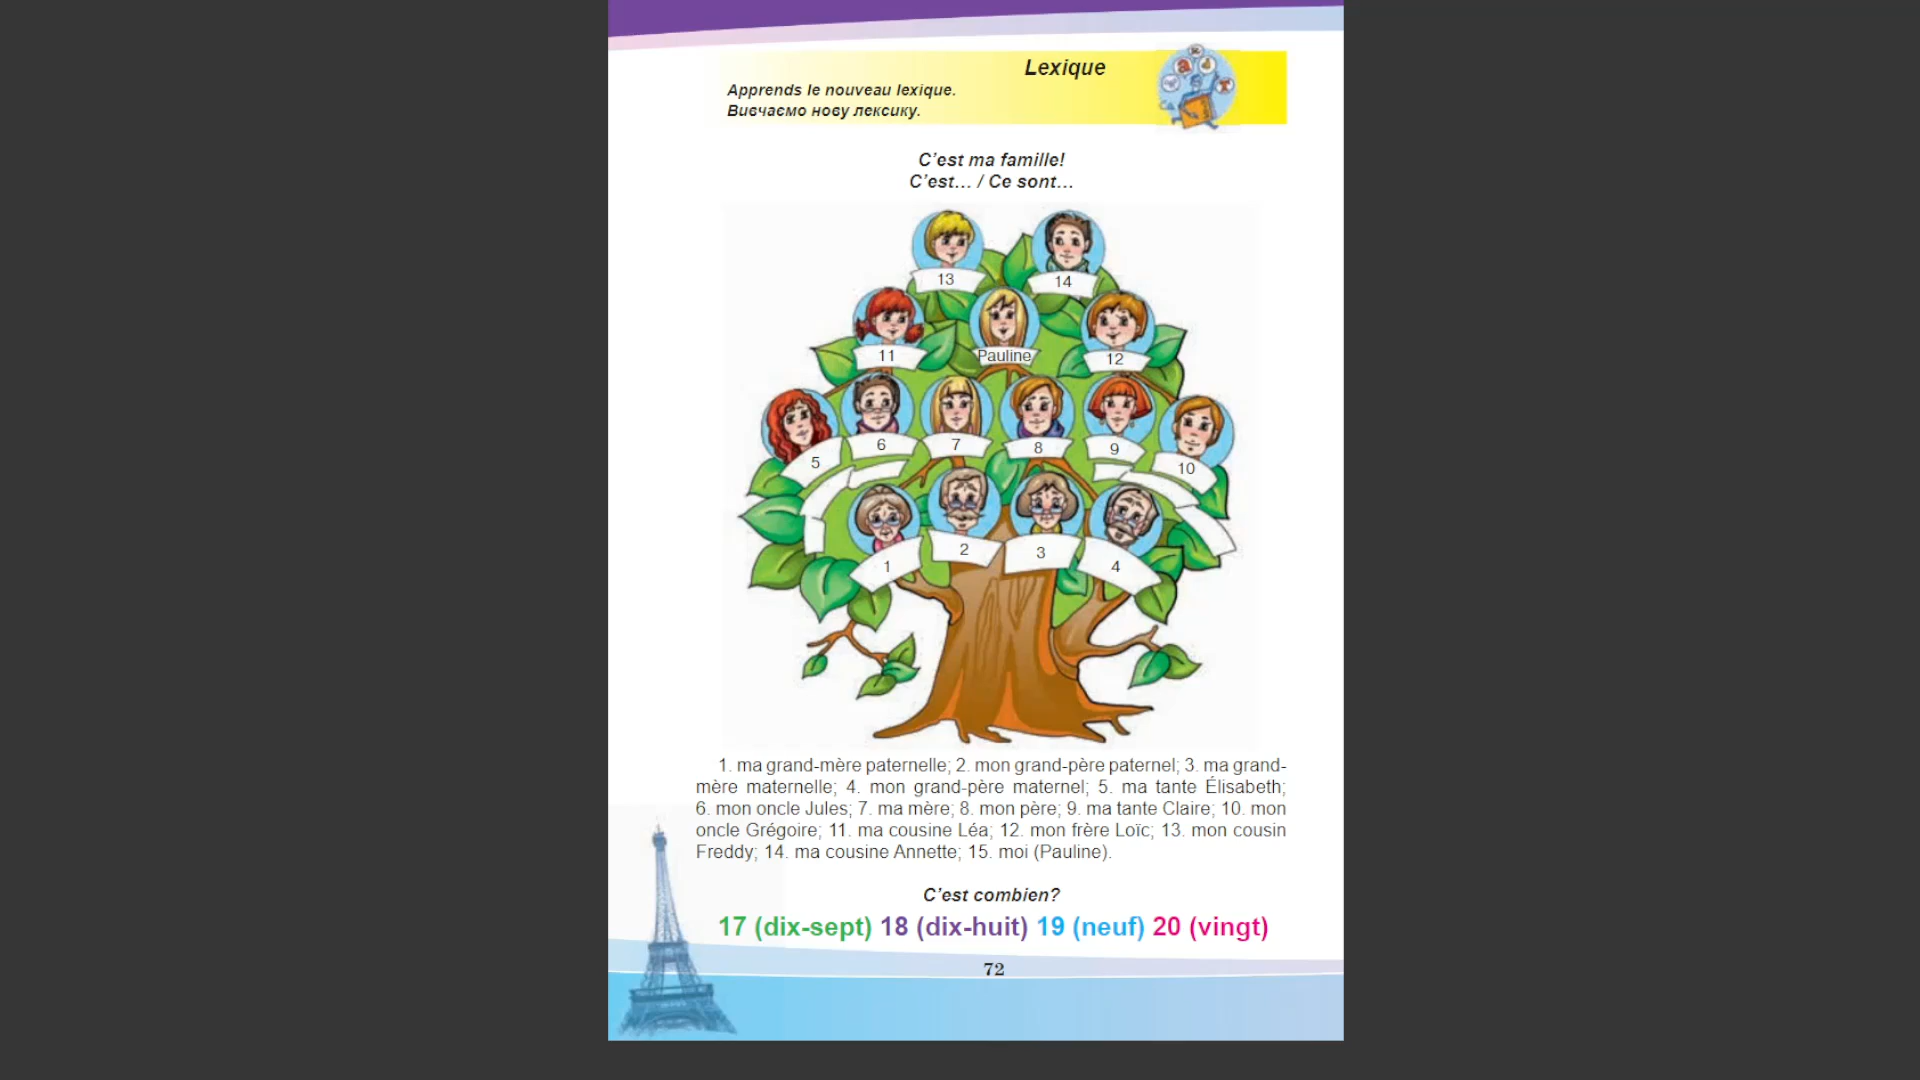 Lexique
Apprends le nouveau lexique.
Вивчаємо нову лексику.
C’est ma famille!
C’est… / Ce sont…
13
14
11
Pauline
12
5
6
7
8
9
10
1
2
3
4
1. ma grand-mère paternelle; 2. mon grand-père paternel; 3. ma grand-
mère maternelle; 4. mon grand-père maternel; 5. ma tante Élisabeth;
6. mon oncle Jules; 7. ma mère; 8. mon père; 9. ma tante Claire; 10. mon
oncle Grégoire; 11. ma cousine Léa; 12. mon frère Loïc; 13. mon cousin
Freddy; 14. ma cousine Annette; 15. moi (Pauline).
C’est combien?
17 (dix-sept) 18 (dix-huit) 19 (neuf) 20 (vingt)
72